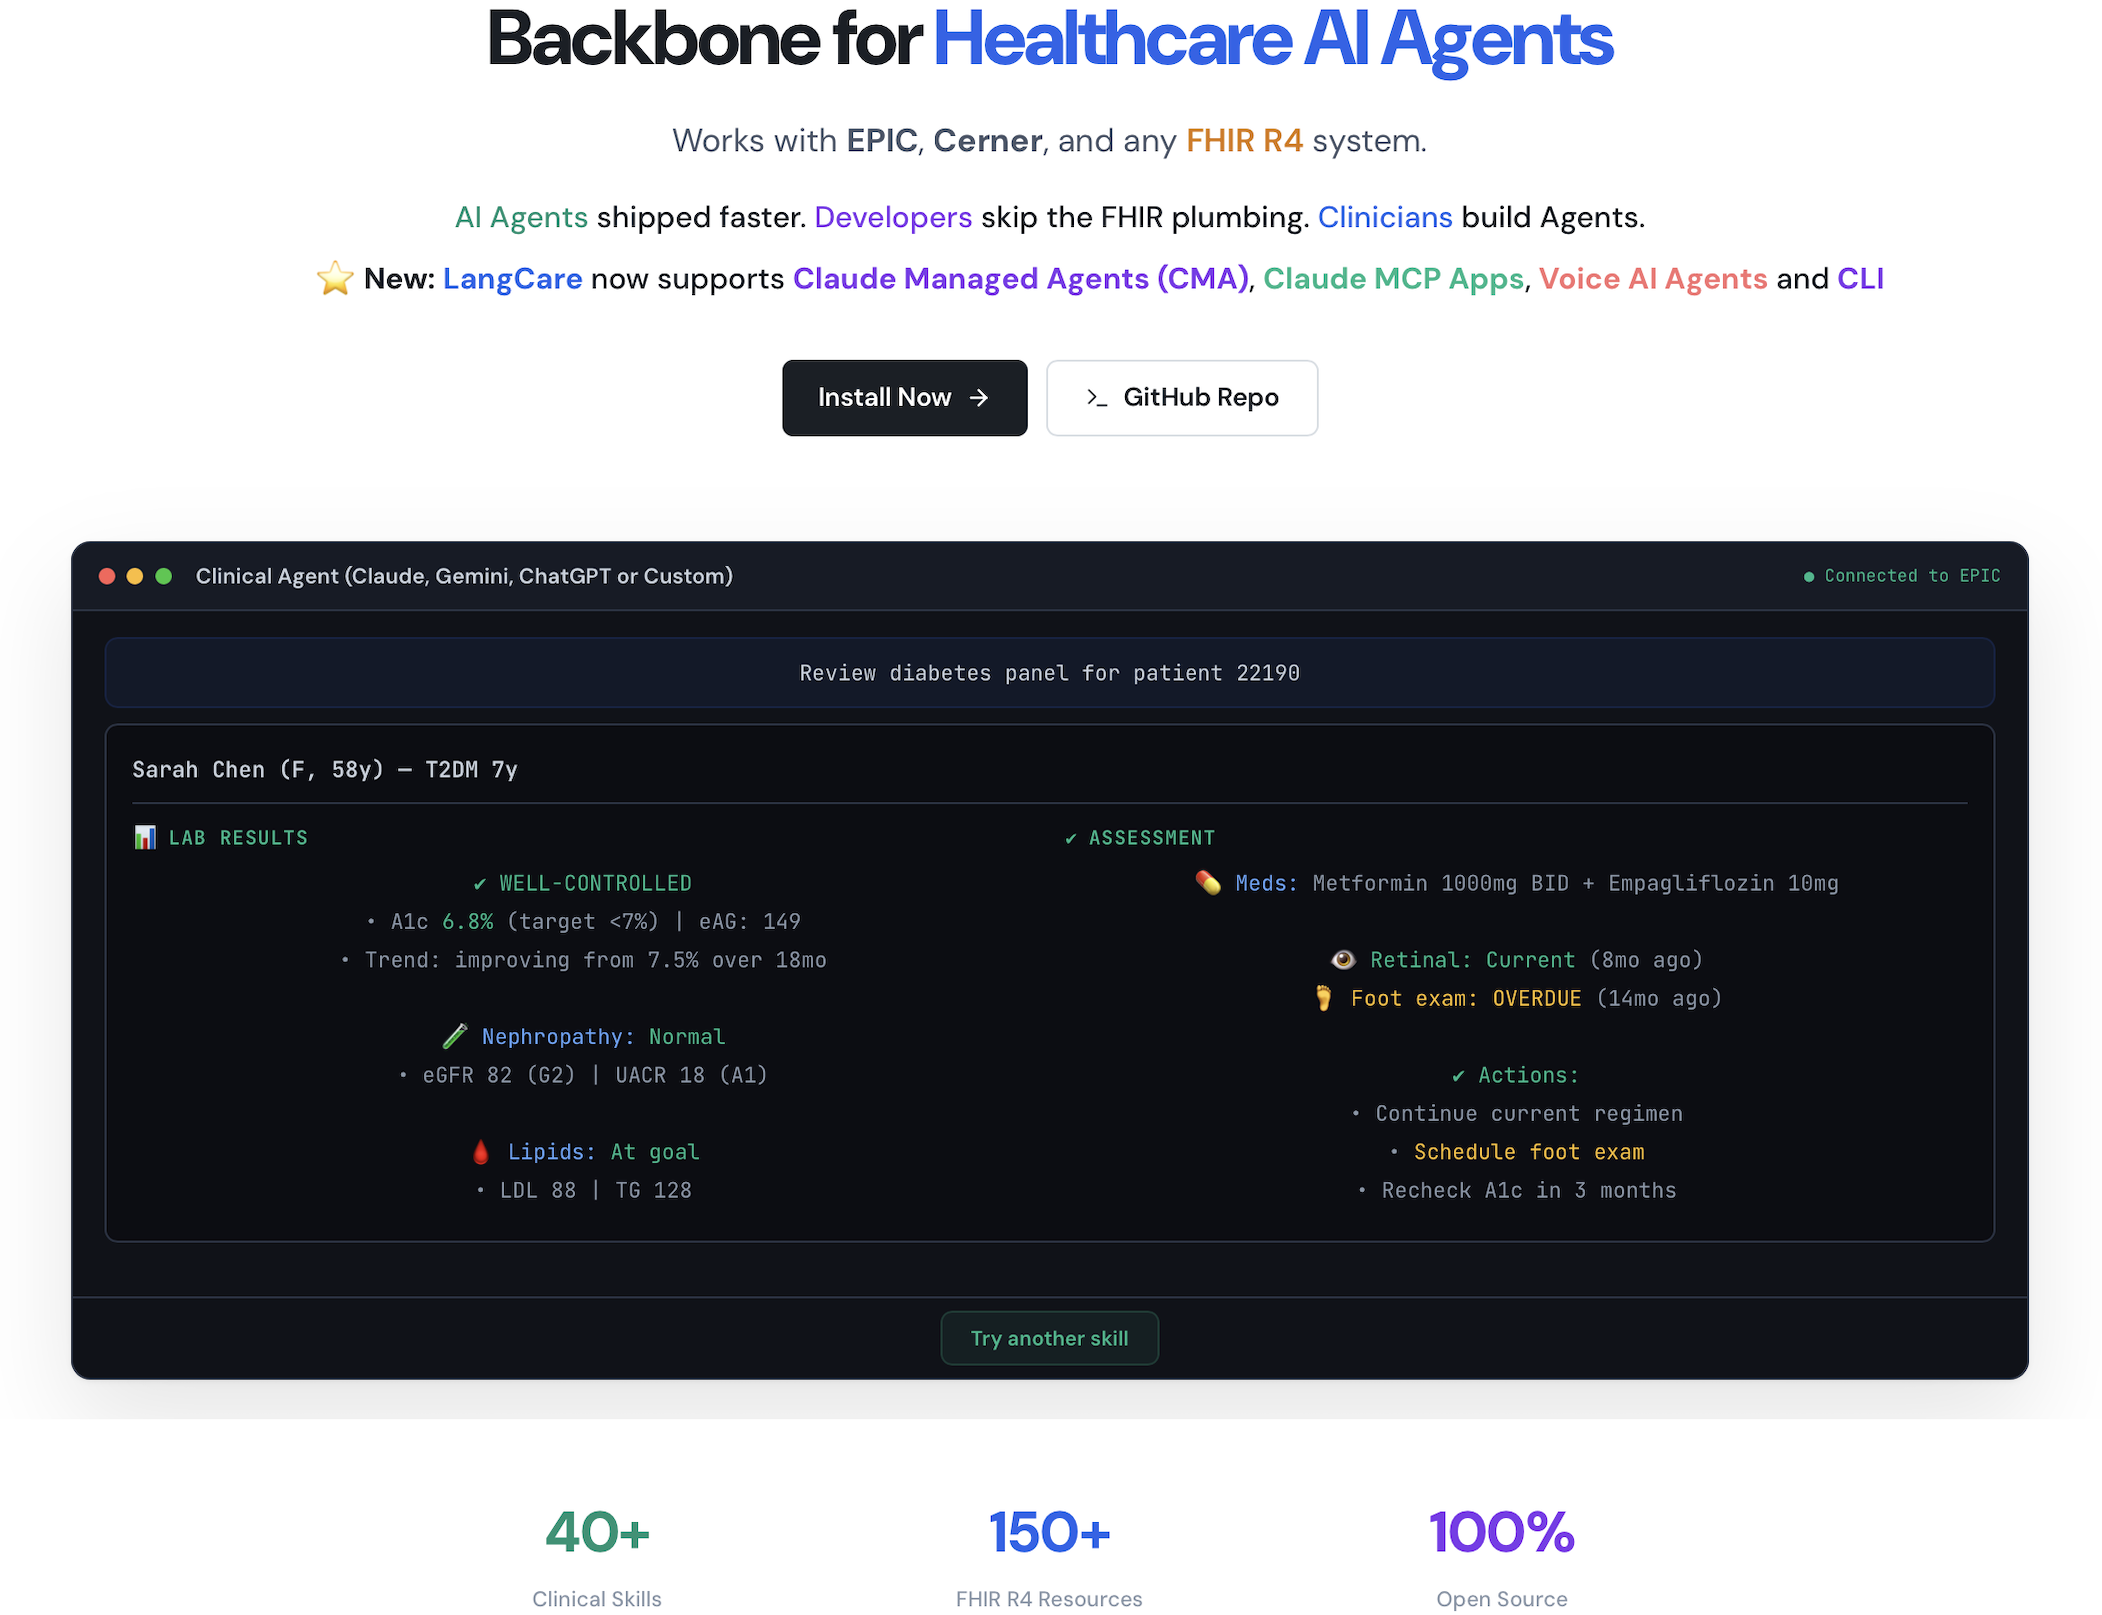 Backbone for Healthcare AI Agents
Works with EPIC, Cerner, and any FHIR R4 system.
AI Agents shipped faster. Developers skip the FHIR plumbing. Clinicians build Agents.
⭐ New: LangCare now supports Claude Managed Agents (CMA), Claude MCP Apps, Voice AI Agents and CLI
Install Now →
GitHub Repo
Clinical Agent (Claude, Gemini, ChatGPT or Custom)
● Connected to EPIC
Review diabetes panel for patient 22190
Sarah Chen (F, 58y) — T2DM 7y
📊 LAB RESULTS
✔ WELL-CONTROLLED
• A1c 6.8% (target <7%) | eAG: 149
• Trend: improving from 7.5% over 18mo
🧪 Nephropathy: Normal
• eGFR 82 (G2) | UACR 18 (A1)
🩸 Lipids: At goal
• LDL 88 | TG 128
✔ ASSESSMENT
💊 Meds: Metformin 1000mg BID + Empagliflozin 10mg
👁 Retinal: Current (8mo ago)
🦶 Foot exam: OVERDUE (14mo ago)
✔ Actions:
• Continue current regimen
• Schedule foot exam
• Recheck A1c in 3 months
Try another skill
40+
Clinical Skills
150+
FHIR R4 Resources
100%
Open Source